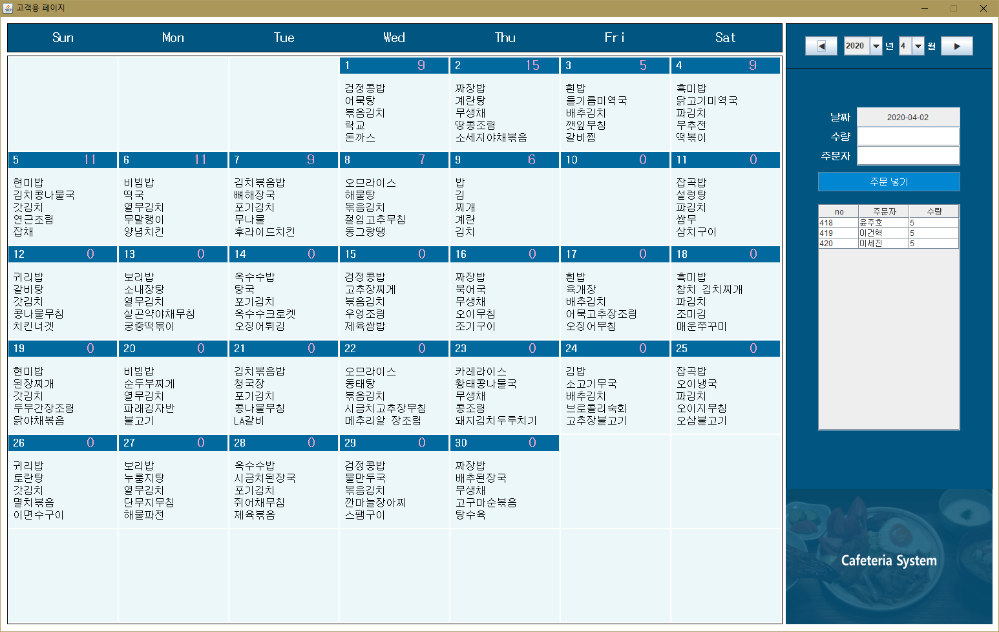 고객용 페이지
Sun Mon Tue Wed Thu Fri Sat
1 9
검정콩밥
어묵탕
볶음김치
락교
돈까스
2 15
짜장밥
계란탕
무생채
땅콩조림
소세지야채볶음
3 5
흰밥
들기름미역국
배추김치
깻잎무침
갈비찜
4 9
흑미밥
닭고기미역국
파김치
부추전
떡볶이
5 11
현미밥
김치콩나물국
갓김치
연근조림
잡채
6 11
비빔밥
떡국
열무김치
무말랭이
양념치킨
7 9
김치볶음밥
뼈해장국
포기김치
무나물
후라이드치킨
8 7
오므라이스
해물탕
볶음김치
절임고추무침
동그랑땡
9 6
밥
김
찌개
계란
김치
10 0
11 0
잡곡밥
설렁탕
파김치
쌈무
삼치구이
12 0
귀리밥
갈비탕
갓김치
콩나물무침
치킨너겟
13 0
보리밥
소내장탕
열무김치
실곤약야채무침
궁중떡볶이
14 0
옥수수밥
탕국
포기김치
옥수수크로켓
오징어튀김
15 0
검정콩밥
고추장찌게
볶음김치
우엉조림
제육쌈밥
16 0
짜장밥
북어국
무생채
오이무침
조기구이
17 0
흰밥
육개장
배추김치
어묵고추장조림
오징어무침
18 0
흑미밥
참치 김치찌개
파김치
조미김
매운쭈꾸미
19 0
현미밥
된장찌개
갓김치
두부간장조림
닭야채볶음
20 0
비빔밥
순두부찌게
열무김치
파래김자반
불고기
21 0
김치볶음밥
청국장
포기김치
콩나물무침
LA갈비
22 0
오므라이스
동태탕
볶음김치
시금치고추장무침
메추리알 장조림
23 0
카레라이스
황태콩나물국
무생채
콩조림
돼지김치두루치기
24 0
김밥
소고기무국
배추김치
브로콜리숙회
고추장불고기
25 0
잡곡밥
오이냉국
파김치
오이지무침
오삼불고기
26 0
귀리밥
토란탕
갓김치
멸치볶음
이면수구이
27 0
보리밥
누룽지탕
열무김치
단무지무침
해물파전
28 0
옥수수밥
시금치된장국
포기김치
쥐어채무침
제육볶음
29 0
검정콩밥
물만두국
볶음김치
깐마늘장아찌
스팸구이
30 0
짜장밥
배추된장국
무생채
고구마순볶음
탕수육
2020 년 4 월
날짜 2020-04-02
수량
주문자
주문 넣기
no 주문자 수량
418 윤주호 5
419 이건혁 5
420 이세진 5
Cafeteria System